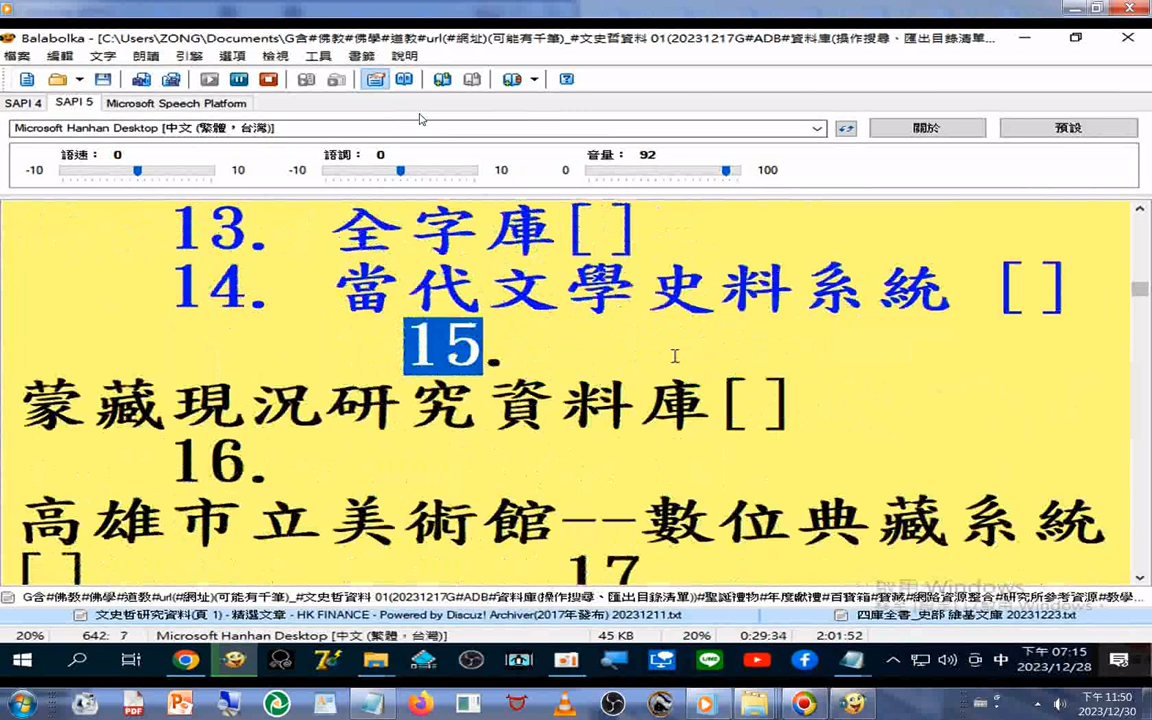 Balabolka - [C:\Users\ZONG\Documents\G含#佛教#佛學#道教#url(#網址)(可能有千筆)_#文史哲資料 01(20231217G#ADB#資料庫(操作搜尋、匯出目錄清單...
檔案 編輯 文字 朗讀 引擎 選項 檢視 工具 書籤 說明
SAPI 4 SAPI 5 Microsoft Speech Platform
Microsoft Hanhan Desktop [中文 (繁體，台灣)] 關於 預設
語速： 0 語調： 0 音量： 92
-10 10 -10 10 0 100
13. 全字庫[]
14. 當代文學史料系統 []
15.
蒙藏現況研究資料庫[]
16.
高雄市立美術館--數位典藏系統
[] 17
G含#佛教#佛學#道教#url(#網址)(可能有千筆)_#文史哲資料 01(20231217G#ADB#資料庫(操作搜尋、匯出目錄清單))#聖誕禮物#年度獻禮#百寶箱#寶藏#網路資源整合#研究所參考資源#教學...
文史哲研究資料(頁 1) - 精選文章 - HK FINANCE - Powered by Discuz! Archiver(2017年發布) 20231211.txt 四庫全書_史部 維基文庫 20231223.txt
20% 642: 7 Microsoft Hanhan Desktop [中文 (繁體，台灣)] 45 KB 20% 0:29:34 2:01:52
中 下午 07:15
2023/12/28
下午 11:50
2023/12/30